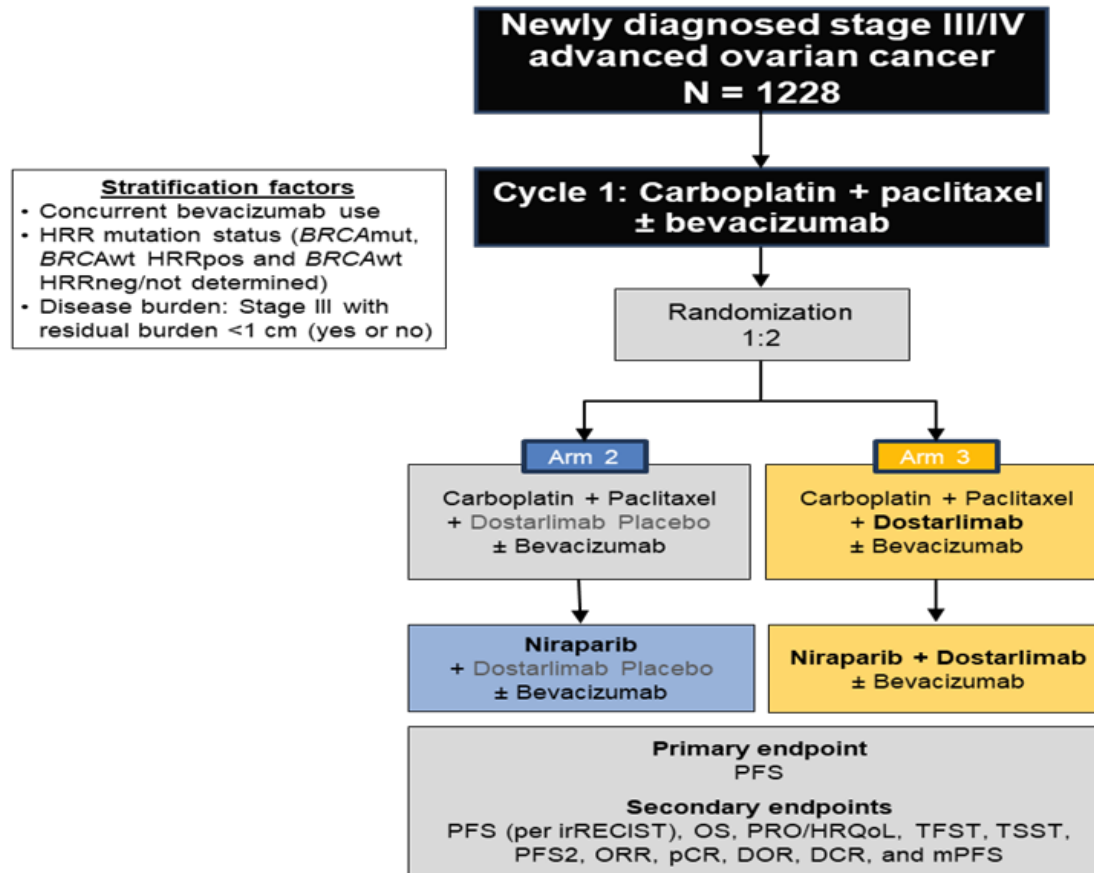 Newly diagnosed stage III/IV
advanced ovarian cancer
N = 1228
Stratification factors
• Concurrent bevacizumab use
• HRR mutation status (BRCAmut,
BRCAwt HRRpos and BRCAwt
HRRneg/not determined)
• Disease burden: Stage III with
residual burden <1 cm (yes or no)
Cycle 1: Carboplatin + paclitaxel
± bevacizumab
Randomization
1:2
Arm 2
Carboplatin + Paclitaxel
+ Dostarlimab Placebo
± Bevacizumab
Arm 3
Carboplatin + Paclitaxel
+ Dostarlimab
± Bevacizumab
Niraparib
+ Dostarlimab Placebo
± Bevacizumab
Niraparib + Dostarlimab
± Bevacizumab
Primary endpoint
PFS
Secondary endpoints
PFS (per irRECIST), OS, PRO/HRQoL, TFST, TSST,
PFS2, ORR, pCR, DOR, DCR, and mPFS